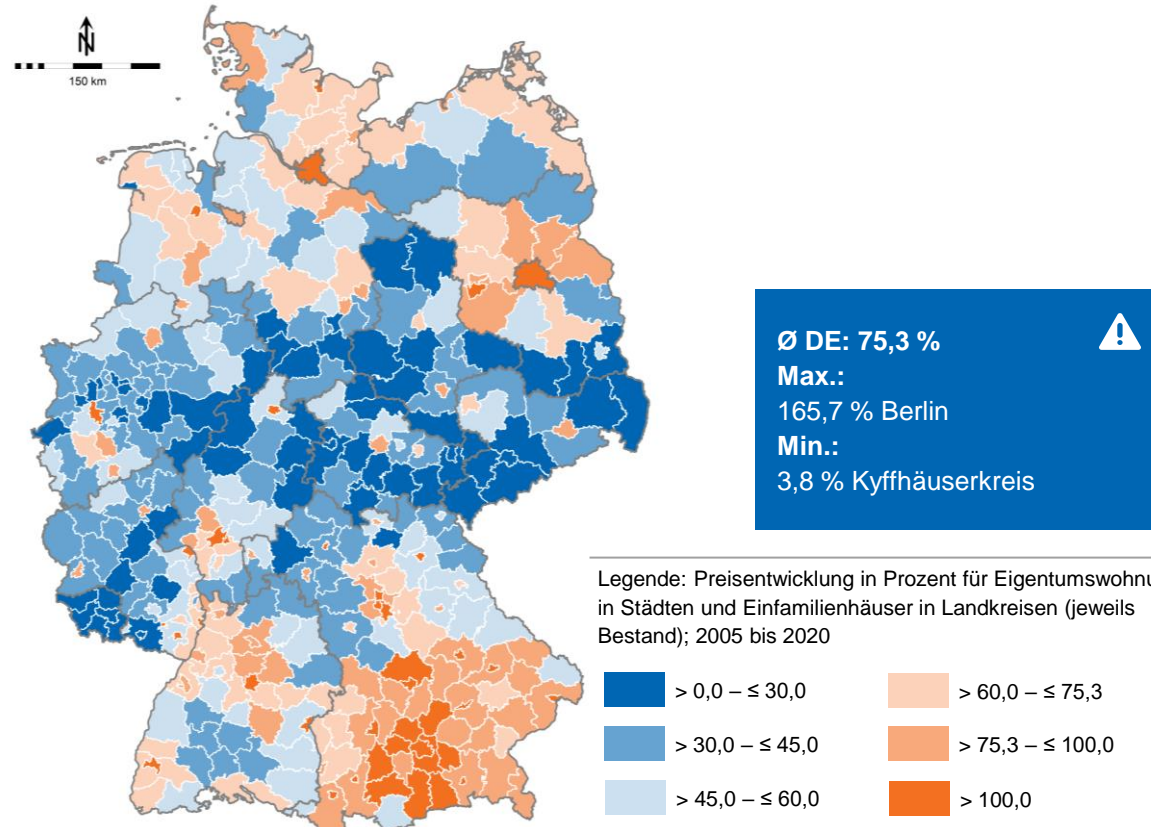 N
150 km
Ø DE: 75,3 %
Max.:
165,7 % Berlin
Min.:
3,8 % Kyffhäuserkreis
Legende: Preisentwicklung in Prozent für Eigentumswohnu
in Städten und Einfamilienhäuser in Landkreisen (jeweils
Bestand); 2005 bis 2020
> 0,0 – ≤ 30,0
> 60,0 – ≤ 75,3
> 30,0 – ≤ 45,0
> 75,3 – ≤ 100,0
> 45,0 – ≤ 60,0
> 100,0